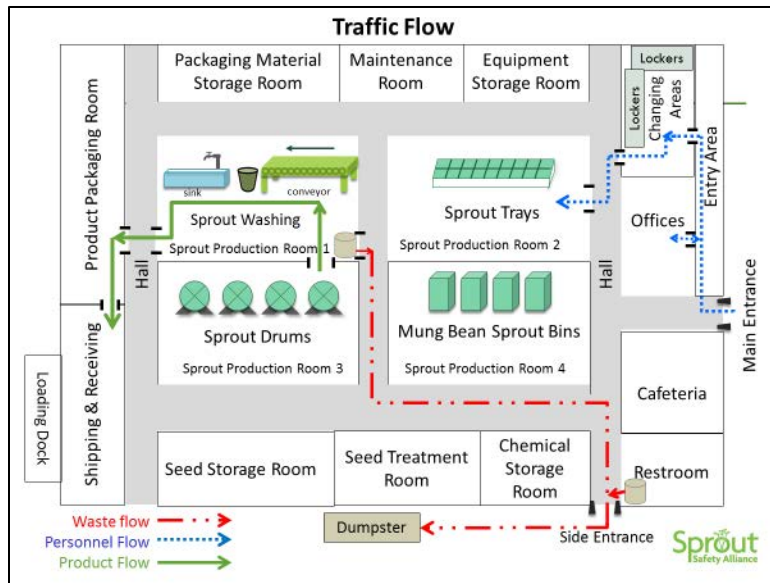 Traffic Flow
Packaging Material
Storage Room
Maintenance
Room
Equipment
Storage Room
Lockers
Lockers
Changing
Areas
Entry Area
Product Packaging Room
sink
conveyor
Sprout Washing
Sprout Production Room 1
Sprout Trays
Sprout Production Room 2
Offices
Hall
Hall
Main Entrance
Sprout Drums
Sprout Production Room 3
Mung Bean Sprout Bins
Sprout Production Room 4
Loading Dock
Shipping & Receiving
Cafeteria
Seed Storage Room
Seed Treatment
Room
Chemical
Storage
Room
Restroom
Waste flow
Personnel Flow
Product Flow
Dumpster
Side Entrance
Sprout
Safety Alliance